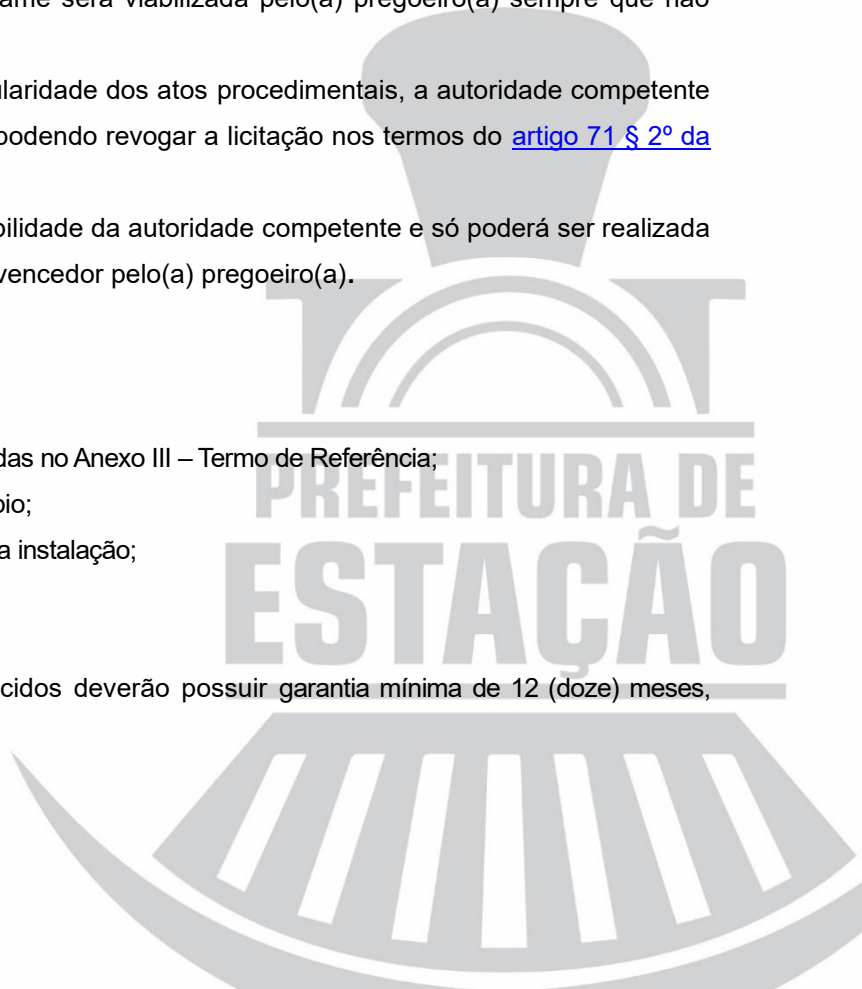 ame será viabilizada pelo(a) pregoeiro(a) sempre que não
ularidade dos atos procedimentais, a autoridade competente
podendo revogar a licitação nos termos do artigo 71 § 2º da
bilidade da autoridade competente e só poderá ser realizada
vencedor pelo(a) pregoeiro(a).
das no Anexo III – Termo de Referência;
PREFEITURA DE
oio;
ESTAÇÃO
a instalação;
cidos deverão possuir garantia mínima de 12 (doze) meses,